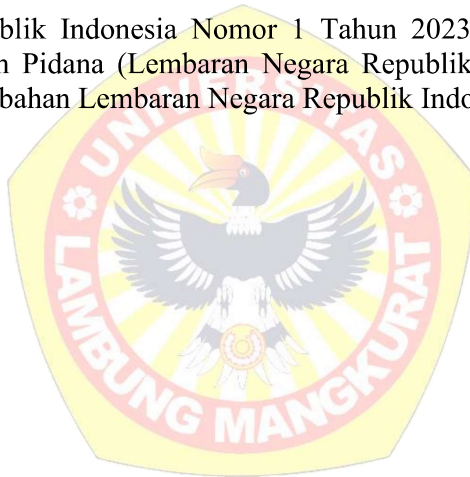 blik Indonesia Nomor 1 Tahun 2023
Pidana (Lembaran Negara Republik
bahan Lembaran Negara Republik Indo
UNIVERSITAS
LAMBUNG MANGKURAT